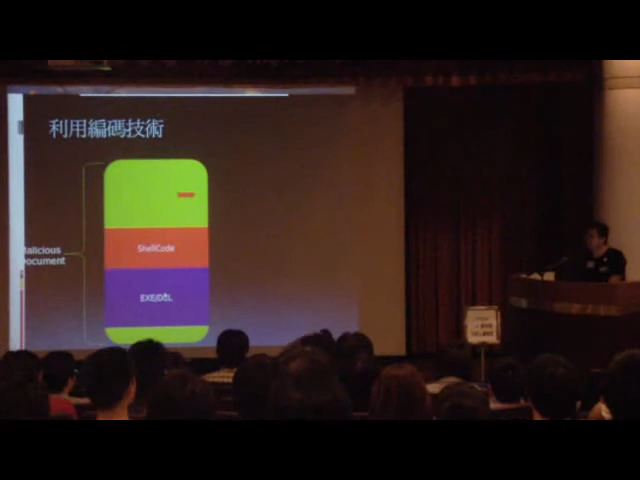 利用編碼技術
alicious
ocument
ShellCode
EXE/DLL